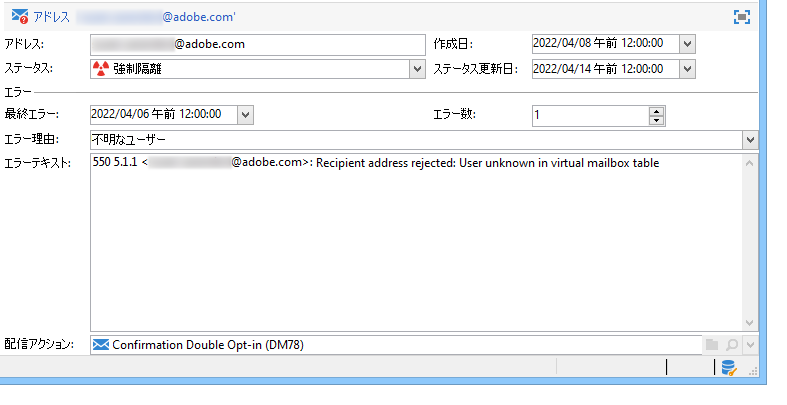 アドレス @adobe.com'
アドレス: @adobe.com 作成日: 2022/04/08 午前 12:00:00
ステータス: 強制隔離 ステータス更新日: 2022/04/14 午前 12:00:00
エラー
最終エラー: 2022/04/06 午前 12:00:00 エラー数: 1
エラー理由: 不明なユーザー
エラーテキスト: 550 5.1.1 < @adobe.com>: Recipient address rejected: User unknown in virtual mailbox table
配信アクション: Confirmation Double Opt-in (DM78)